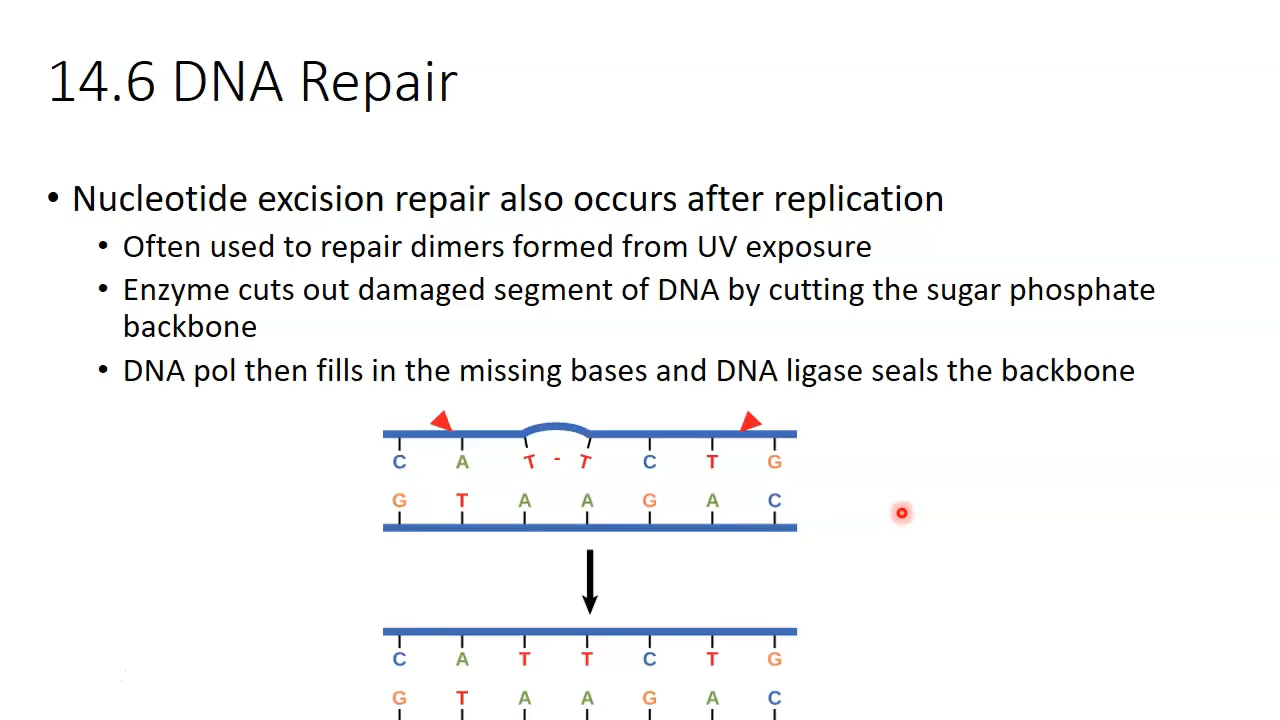 14.6 DNA Repair
• Nucleotide excision repair also occurs after replication
• Often used to repair dimers formed from UV exposure
• Enzyme cuts out damaged segment of DNA by cutting the sugar phosphate
backbone
• DNA pol then fills in the missing bases and DNA ligase seals the backbone
C A T - T C T G
G T A A G A C
C A T T C T G
G T A A G A C